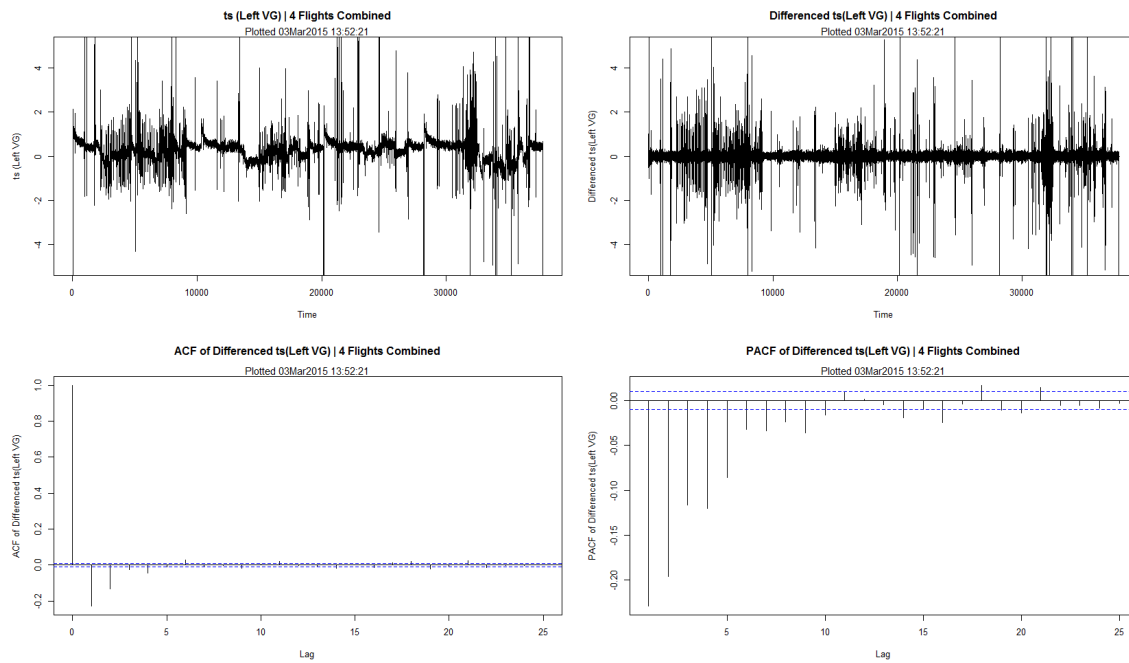 ts (Left VG) | 4 Flights Combined
Plotted 03Mar2015 13:52:21
ts (Left VG)
4
2
0
-2
-4
0 10000 20000 30000
Time
Differenced ts(Left VG) | 4 Flights Combined
Plotted 03Mar2015 13:52:21
Differenced ts(Left VG)
4
2
0
-2
-4
0 10000 20000 30000
Time
ACF of Differenced ts(Left VG) | 4 Flights Combined
Plotted 03Mar2015 13:52:21
ACF of Differenced ts(Left VG)
1.0
0.8
0.6
0.4
0.2
0.0
-0.2
0 5 10 15 20 25
Lag
PACF of Differenced ts(Left VG) | 4 Flights Combined
Plotted 03Mar2015 13:52:21
PACF of Differenced ts(Left VG)
0.00
-0.05
-0.10
-0.15
-0.20
5 10 15 20 25
Lag